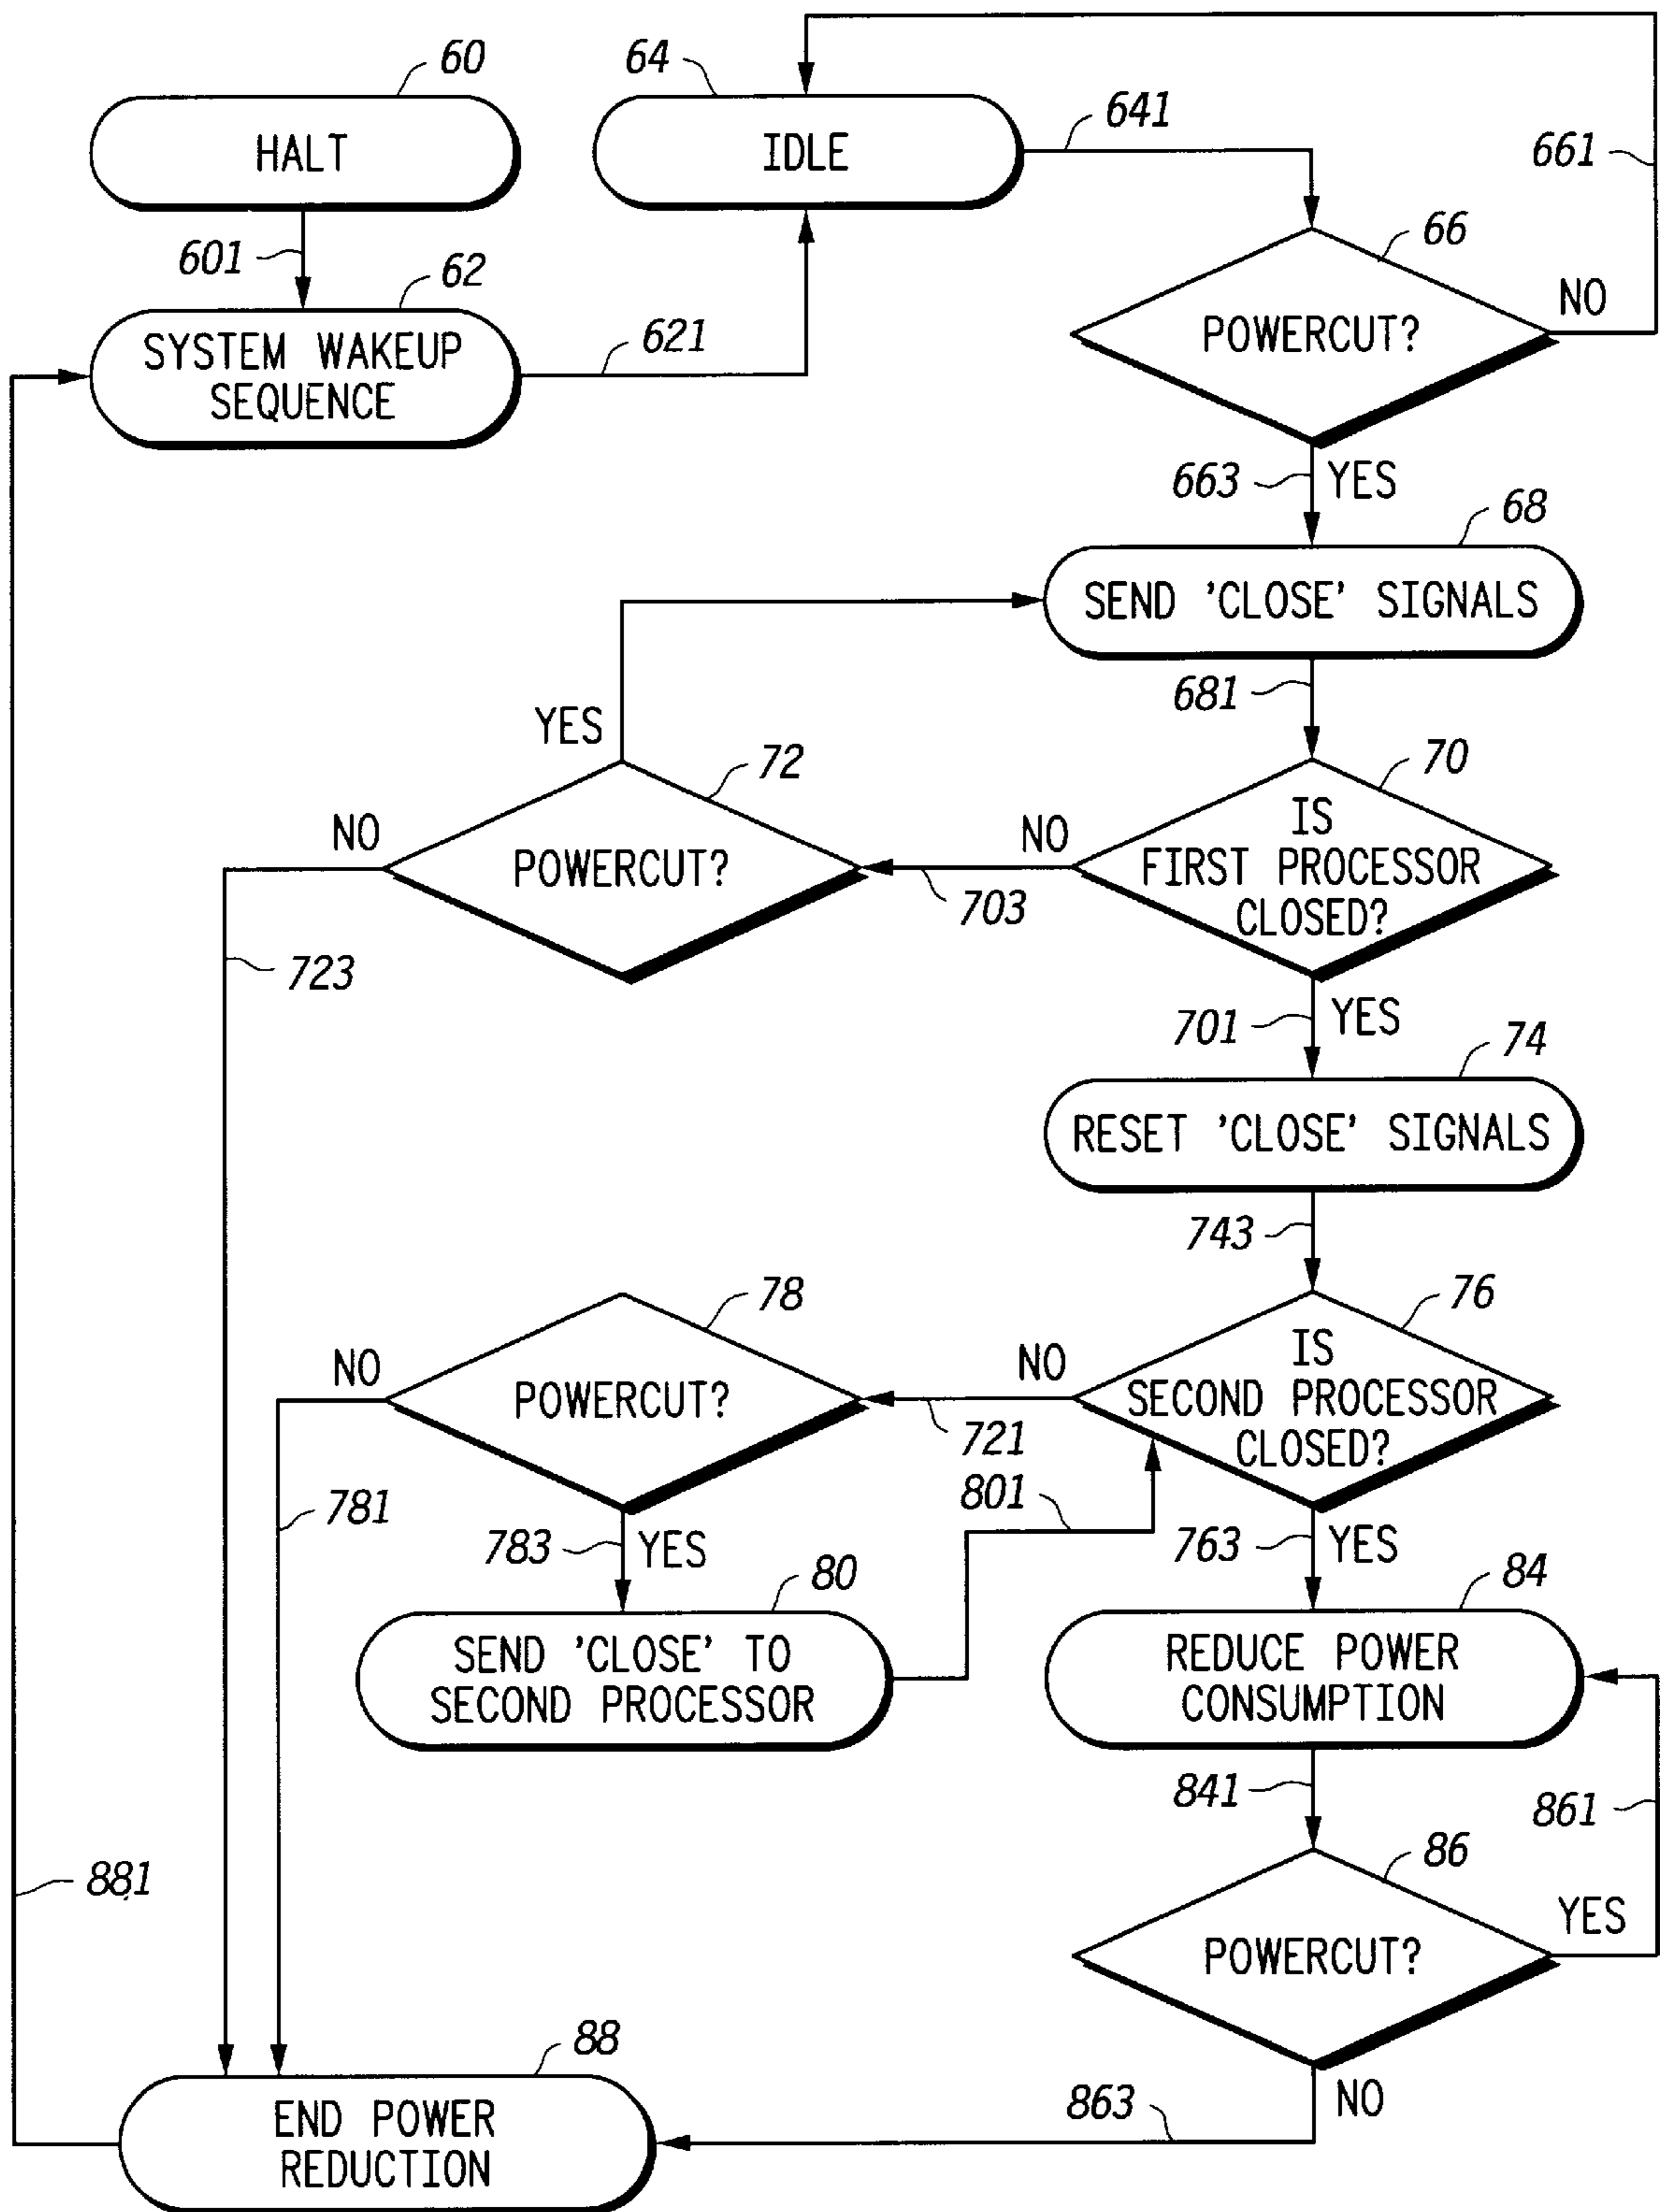 60
HALT
601
62
SYSTEM WAKEUP
SEQUENCE
621
64
IDLE
641
661
66
POWERCUT?
NO
663
YES
68
SEND 'CLOSE' SIGNALS
681
70
IS
FIRST PROCESSOR
CLOSED?
NO
703
72
POWERCUT?
YES
NO
723
701
YES
74
RESET 'CLOSE' SIGNALS
743
76
IS
SECOND PROCESSOR
CLOSED?
NO
721
78
POWERCUT?
NO
781
783
YES
80
SEND 'CLOSE' TO
SECOND PROCESSOR
801
763
YES
84
REDUCE POWER
CONSUMPTION
841
861
86
POWERCUT?
YES
NO
863
88
END POWER
REDUCTION
881